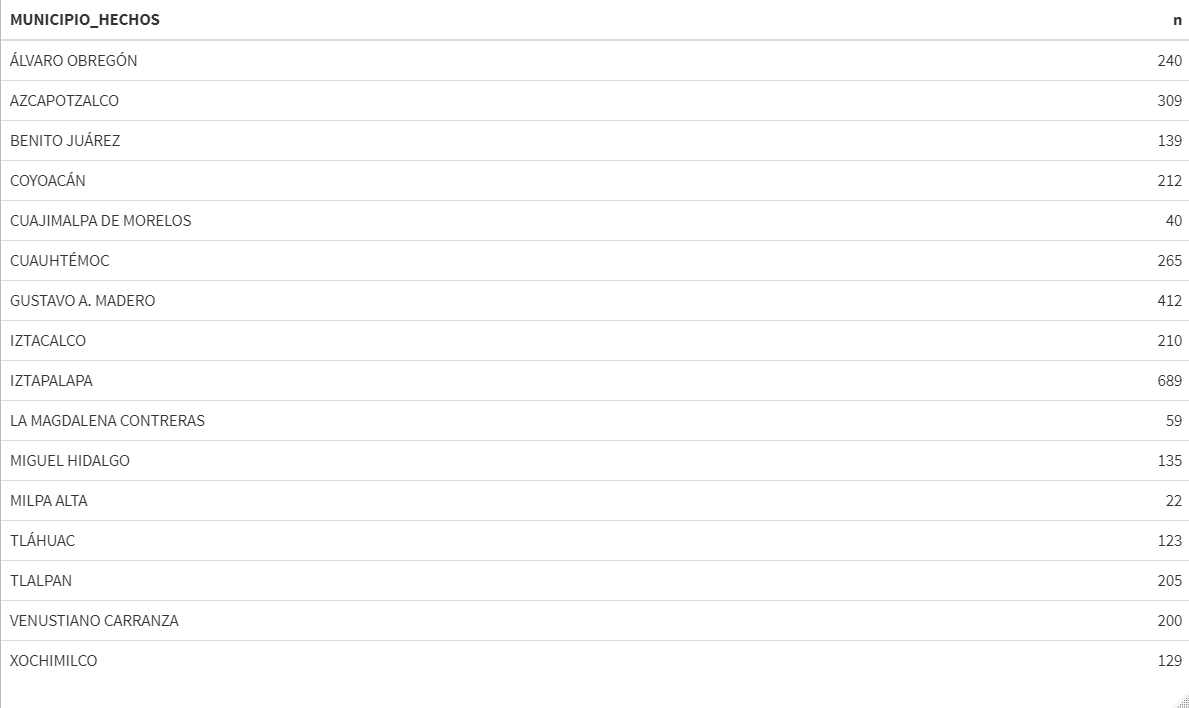 MUNICIPIO_HECHOS n
ÁLVARO OBREGÓN 240
AZCAPOTZALCO 309
BENITO JUÁREZ 139
COYOACÁN 212
CUAJIMALPA DE MORELOS 40
CUAUHTÉMOC 265
GUSTAVO A. MADERO 412
IZTACALCO 210
IZTAPALAPA 689
LA MAGDALENA CONTRERAS 59
MIGUEL HIDALGO 135
MILPA ALTA 22
TLÁHUAC 123
TLALPAN 205
VENUSTIANO CARRANZA 200
XOCHIMILCO 129